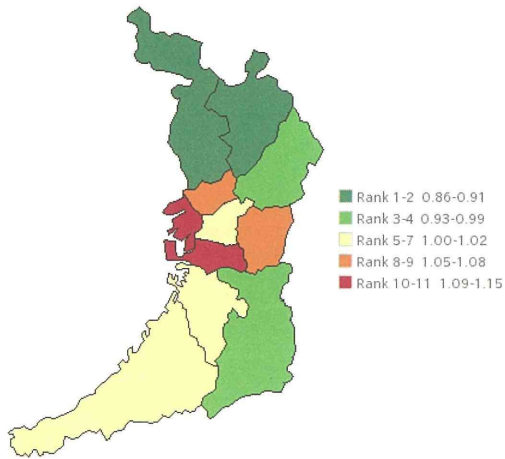 Rank 1-2 0.86-0.91
Rank 3-4 0.93-0.99
Rank 5-7 1.00-1.02
Rank 8-9 1.05-1.08
Rank 10-11 1.09-1.15